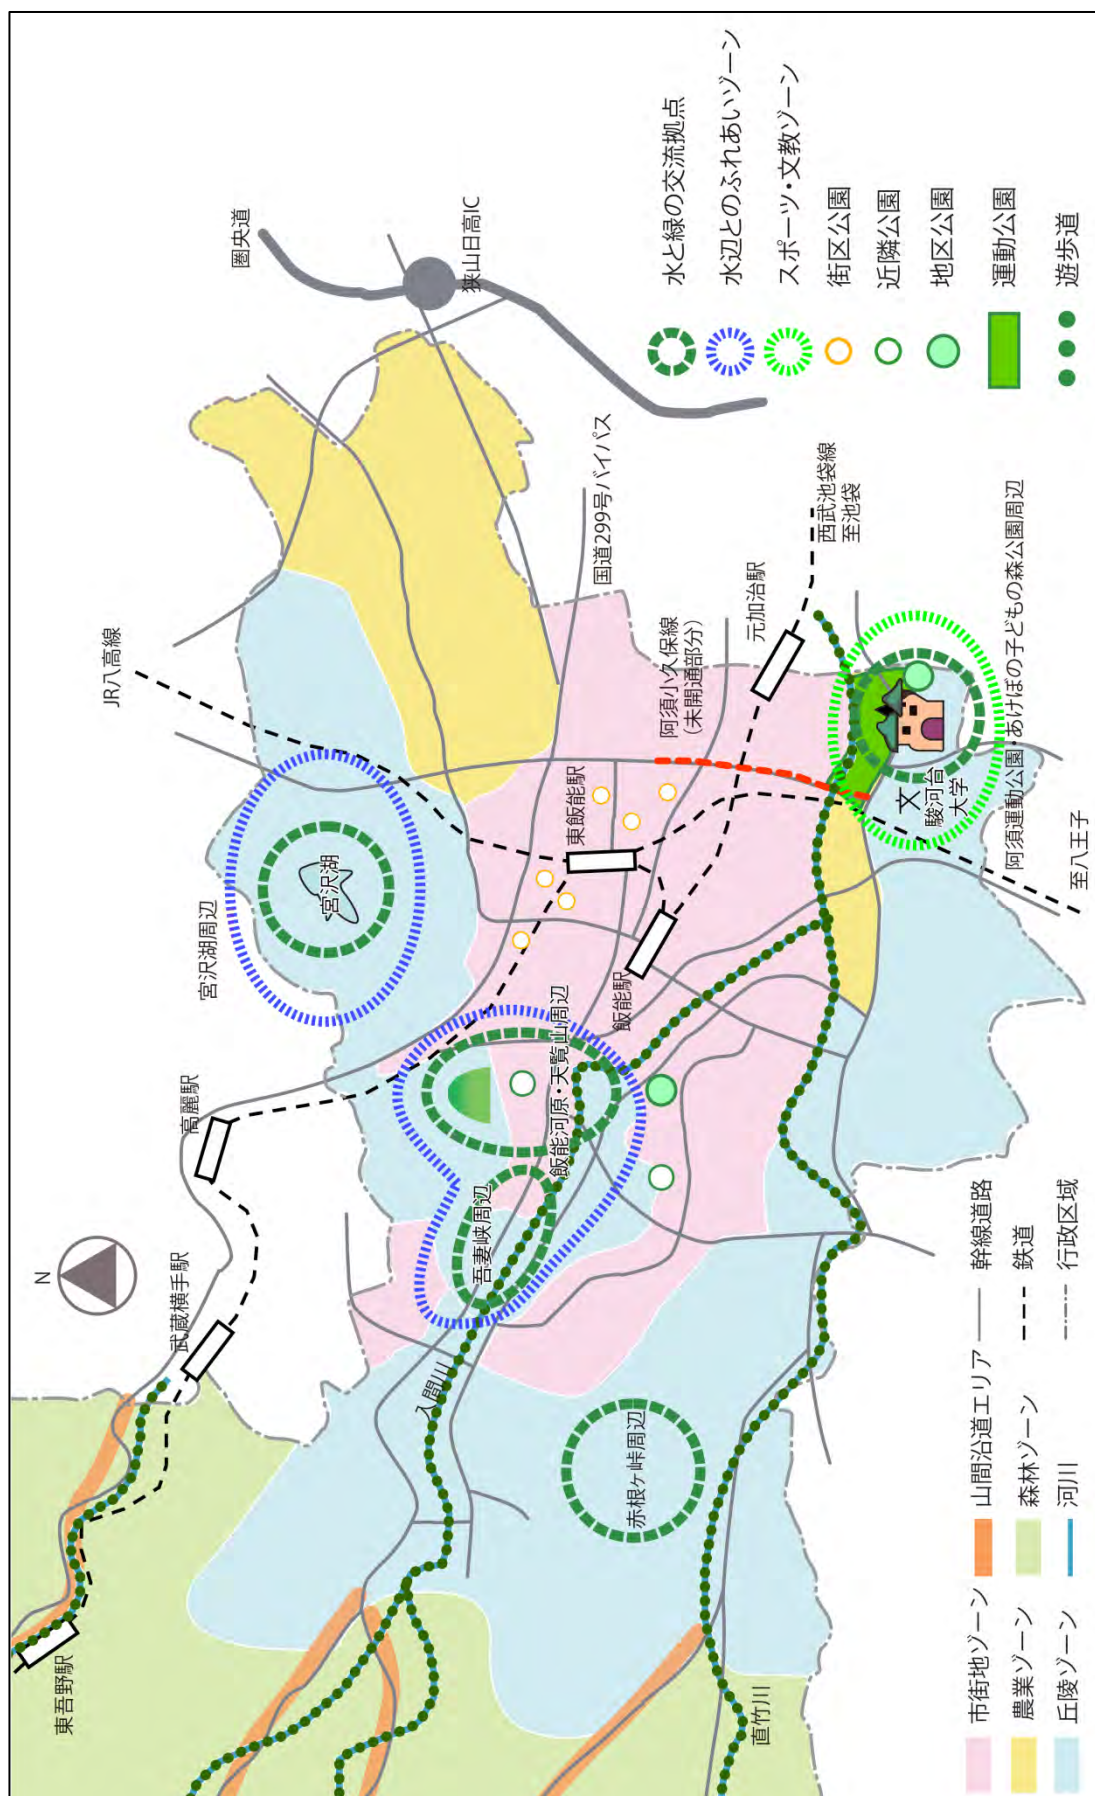 N
東吾野駅
武蔵横手駅
高麗駅
宮沢湖周辺
宮沢湖
JR八高線
圏央道
狭山日高IC
国道299号バイパス
阿須小久保線
(未開通部分)
東飯能駅
飯能駅
元加治駅
西武池袋線
至池袋
吾妻峡周辺
飯能河原・天覧山周辺
入間川
赤根ヶ峠周辺
直竹川
文
駿河台
大学
阿須運動公園・あけぼの子どもの森公園周辺
至八王子
水と緑の交流拠点
水辺とのふれあいゾーン
スポーツ・文教ゾーン
街区公園
近隣公園
地区公園
運動公園
遊歩道
市街地ゾーン
山間沿道エリア
幹線道路
農業ゾーン
森林ゾーン
鉄道
丘陵ゾーン
河川
行政区域